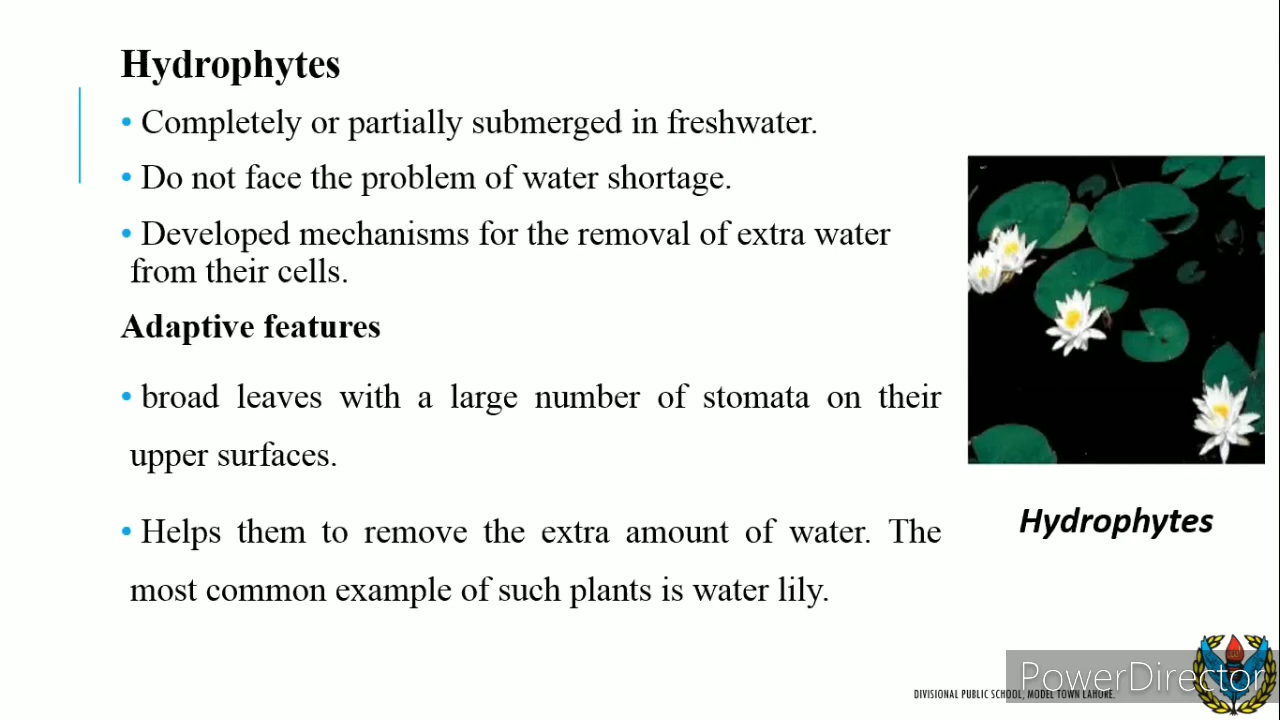 Hydrophytes
• Completely or partially submerged in freshwater.
• Do not face the problem of water shortage.
• Developed mechanisms for the removal of extra water
from their cells.
Adaptive features
• broad leaves with a large number of stomata on their
upper surfaces.
• Helps them to remove the extra amount of water. The
most common example of such plants is water lily.
Hydrophytes
PowerDirector
DIVISIONAL PUBLIC SCHOOL, MODEL TOWN LAHORE.